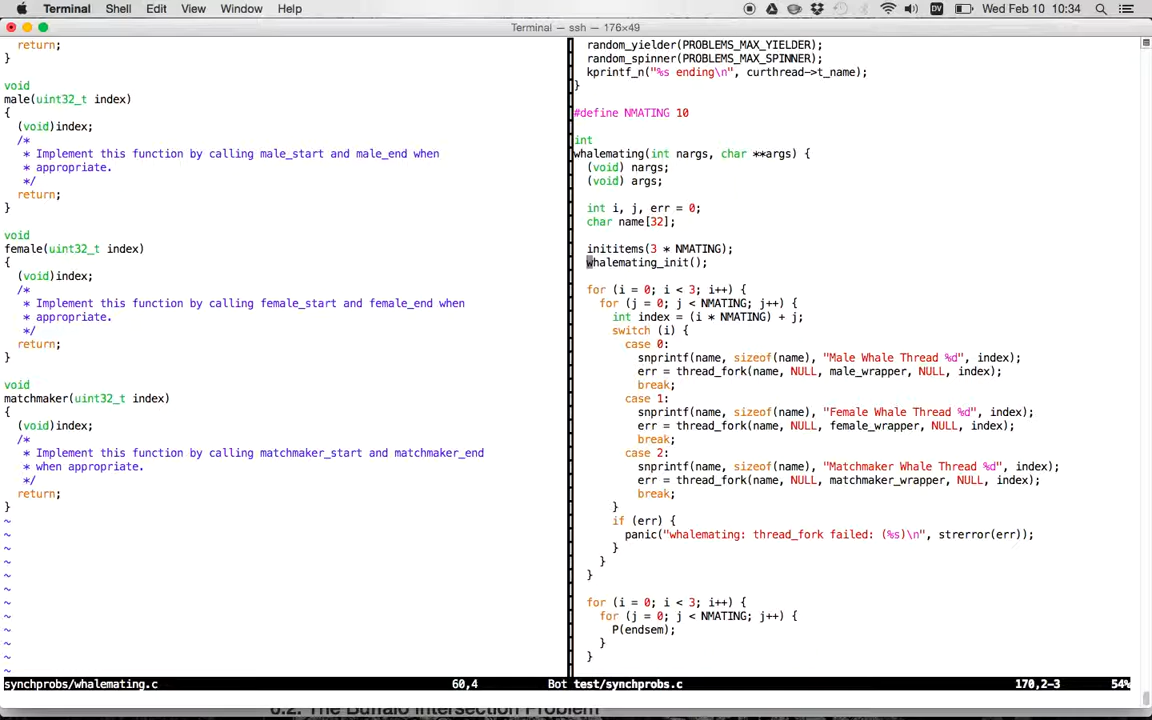 Terminal Shell Edit View Window Help DV Wed Feb 10 10:34
Terminal — ssh — 176×49
return;
}
void
male(uint32_t index)
{
(void)index;
/*
* Implement this function by calling male_start and male_end when
* appropriate.
*/
return;
}
void
female(uint32_t index)
{
(void)index;
/*
* Implement this function by calling female_start and female_end when
* appropriate.
*/
return;
}
void
matchmaker(uint32_t index)
{
(void)index;
/*
* Implement this function by calling matchmaker_start and matchmaker_end
* when appropriate.
*/
return;
}
~
~
~
~
~
~
~
~
~
~
~
~
synchprobs/whalemating.c 60,4 Bot
random_yielder(PROBLEMS_MAX_YIELDER);
random_spinner(PROBLEMS_MAX_SPINNER);
kprintf_n("%s ending\n", curthread->t_name);
}
#define NMATING 10
int
whalemating(int nargs, char **args) {
(void) nargs;
(void) args;
int i, j, err = 0;
char name[32];
inititems(3 * NMATING);
whalemating_init();
for (i = 0; i < 3; i++) {
for (j = 0; j < NMATING; j++) {
int index = (i * NMATING) + j;
switch (i) {
case 0:
snprintf(name, sizeof(name), "Male Whale Thread %d", index);
err = thread_fork(name, NULL, male_wrapper, NULL, index);
break;
case 1:
snprintf(name, sizeof(name), "Female Whale Thread %d", index);
err = thread_fork(name, NULL, female_wrapper, NULL, index);
break;
case 2:
snprintf(name, sizeof(name), "Matchmaker Whale Thread %d", index);
err = thread_fork(name, NULL, matchmaker_wrapper, NULL, index);
break;
}
if (err) {
panic("whalemating: thread_fork failed: (%s)\n", strerror(err));
}
}
}
for (i = 0; i < 3; i++) {
for (j = 0; j < NMATING; j++) {
P(endsem);
}
}
test/synchprobs.c 170,2-3 54%
6.2. The Buffalo Intersection Problem